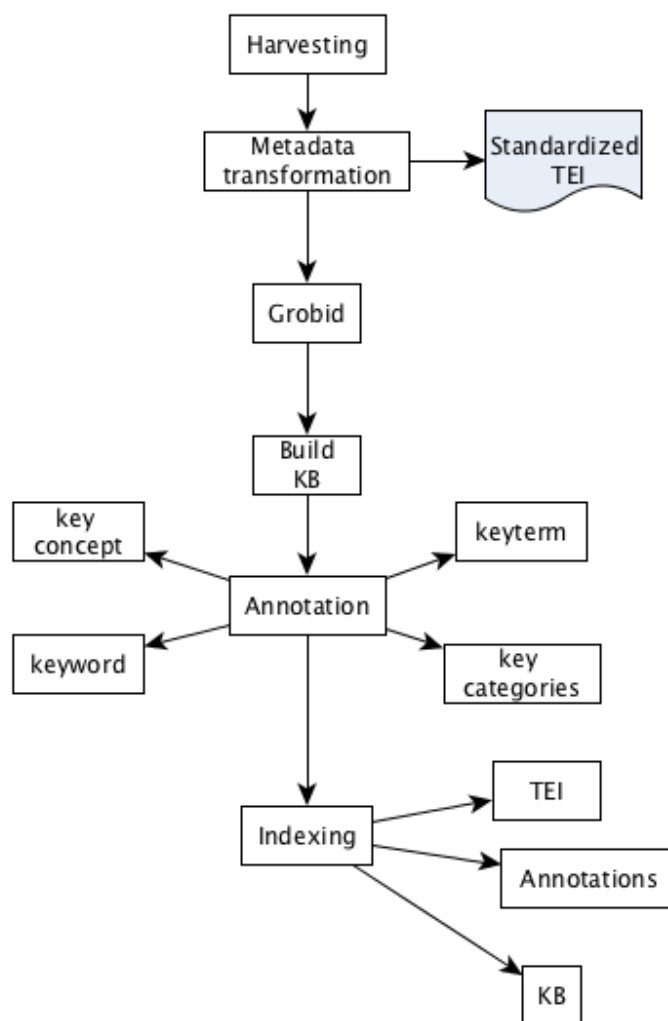 Harvesting
Metadata
transformation
Standardized
TEI
Grobid
Build
KB
key
concept
keyterm
Annotation
keyword
key
categories
TEI
Indexing
Annotations
KB